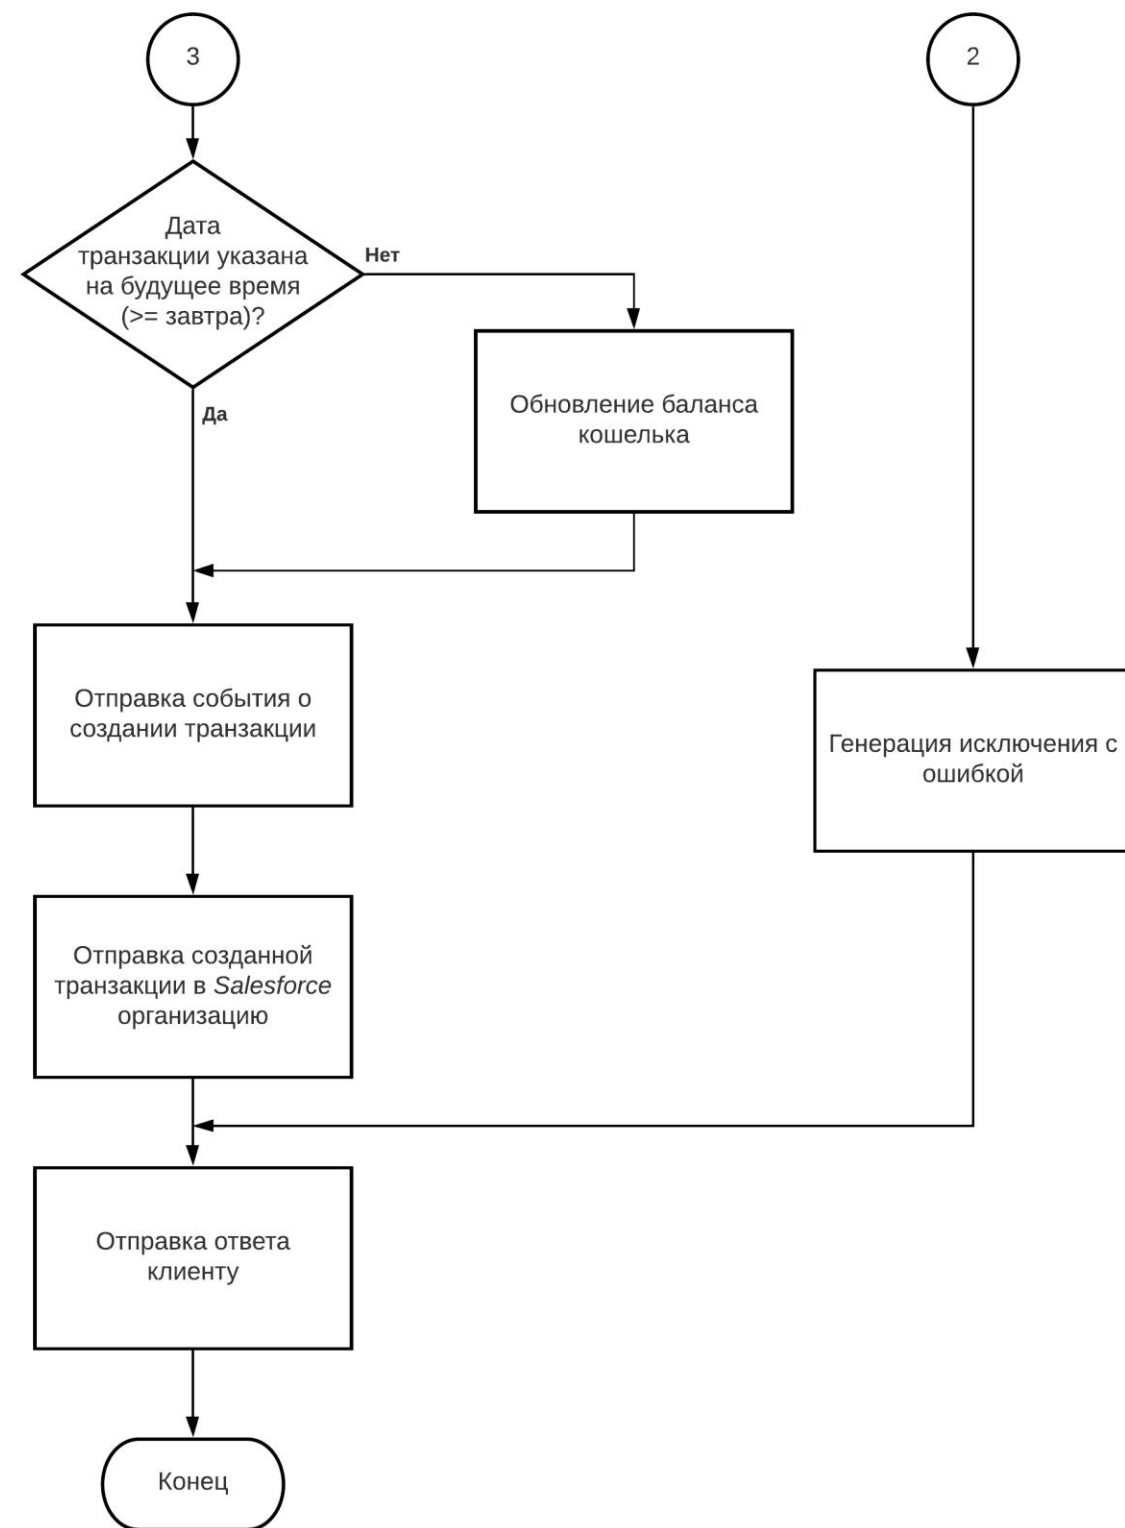 3
2
Дата
транзакции указана
на будущее время
(>= завтра)?
Нет
Да
Обновление баланса
кошелька
Отправка события о
создании транзакции
Генерация исключения с
ошибкой
Отправка созданной
транзакции в Salesforce
организацию
Отправка ответа
клиенту
Конец